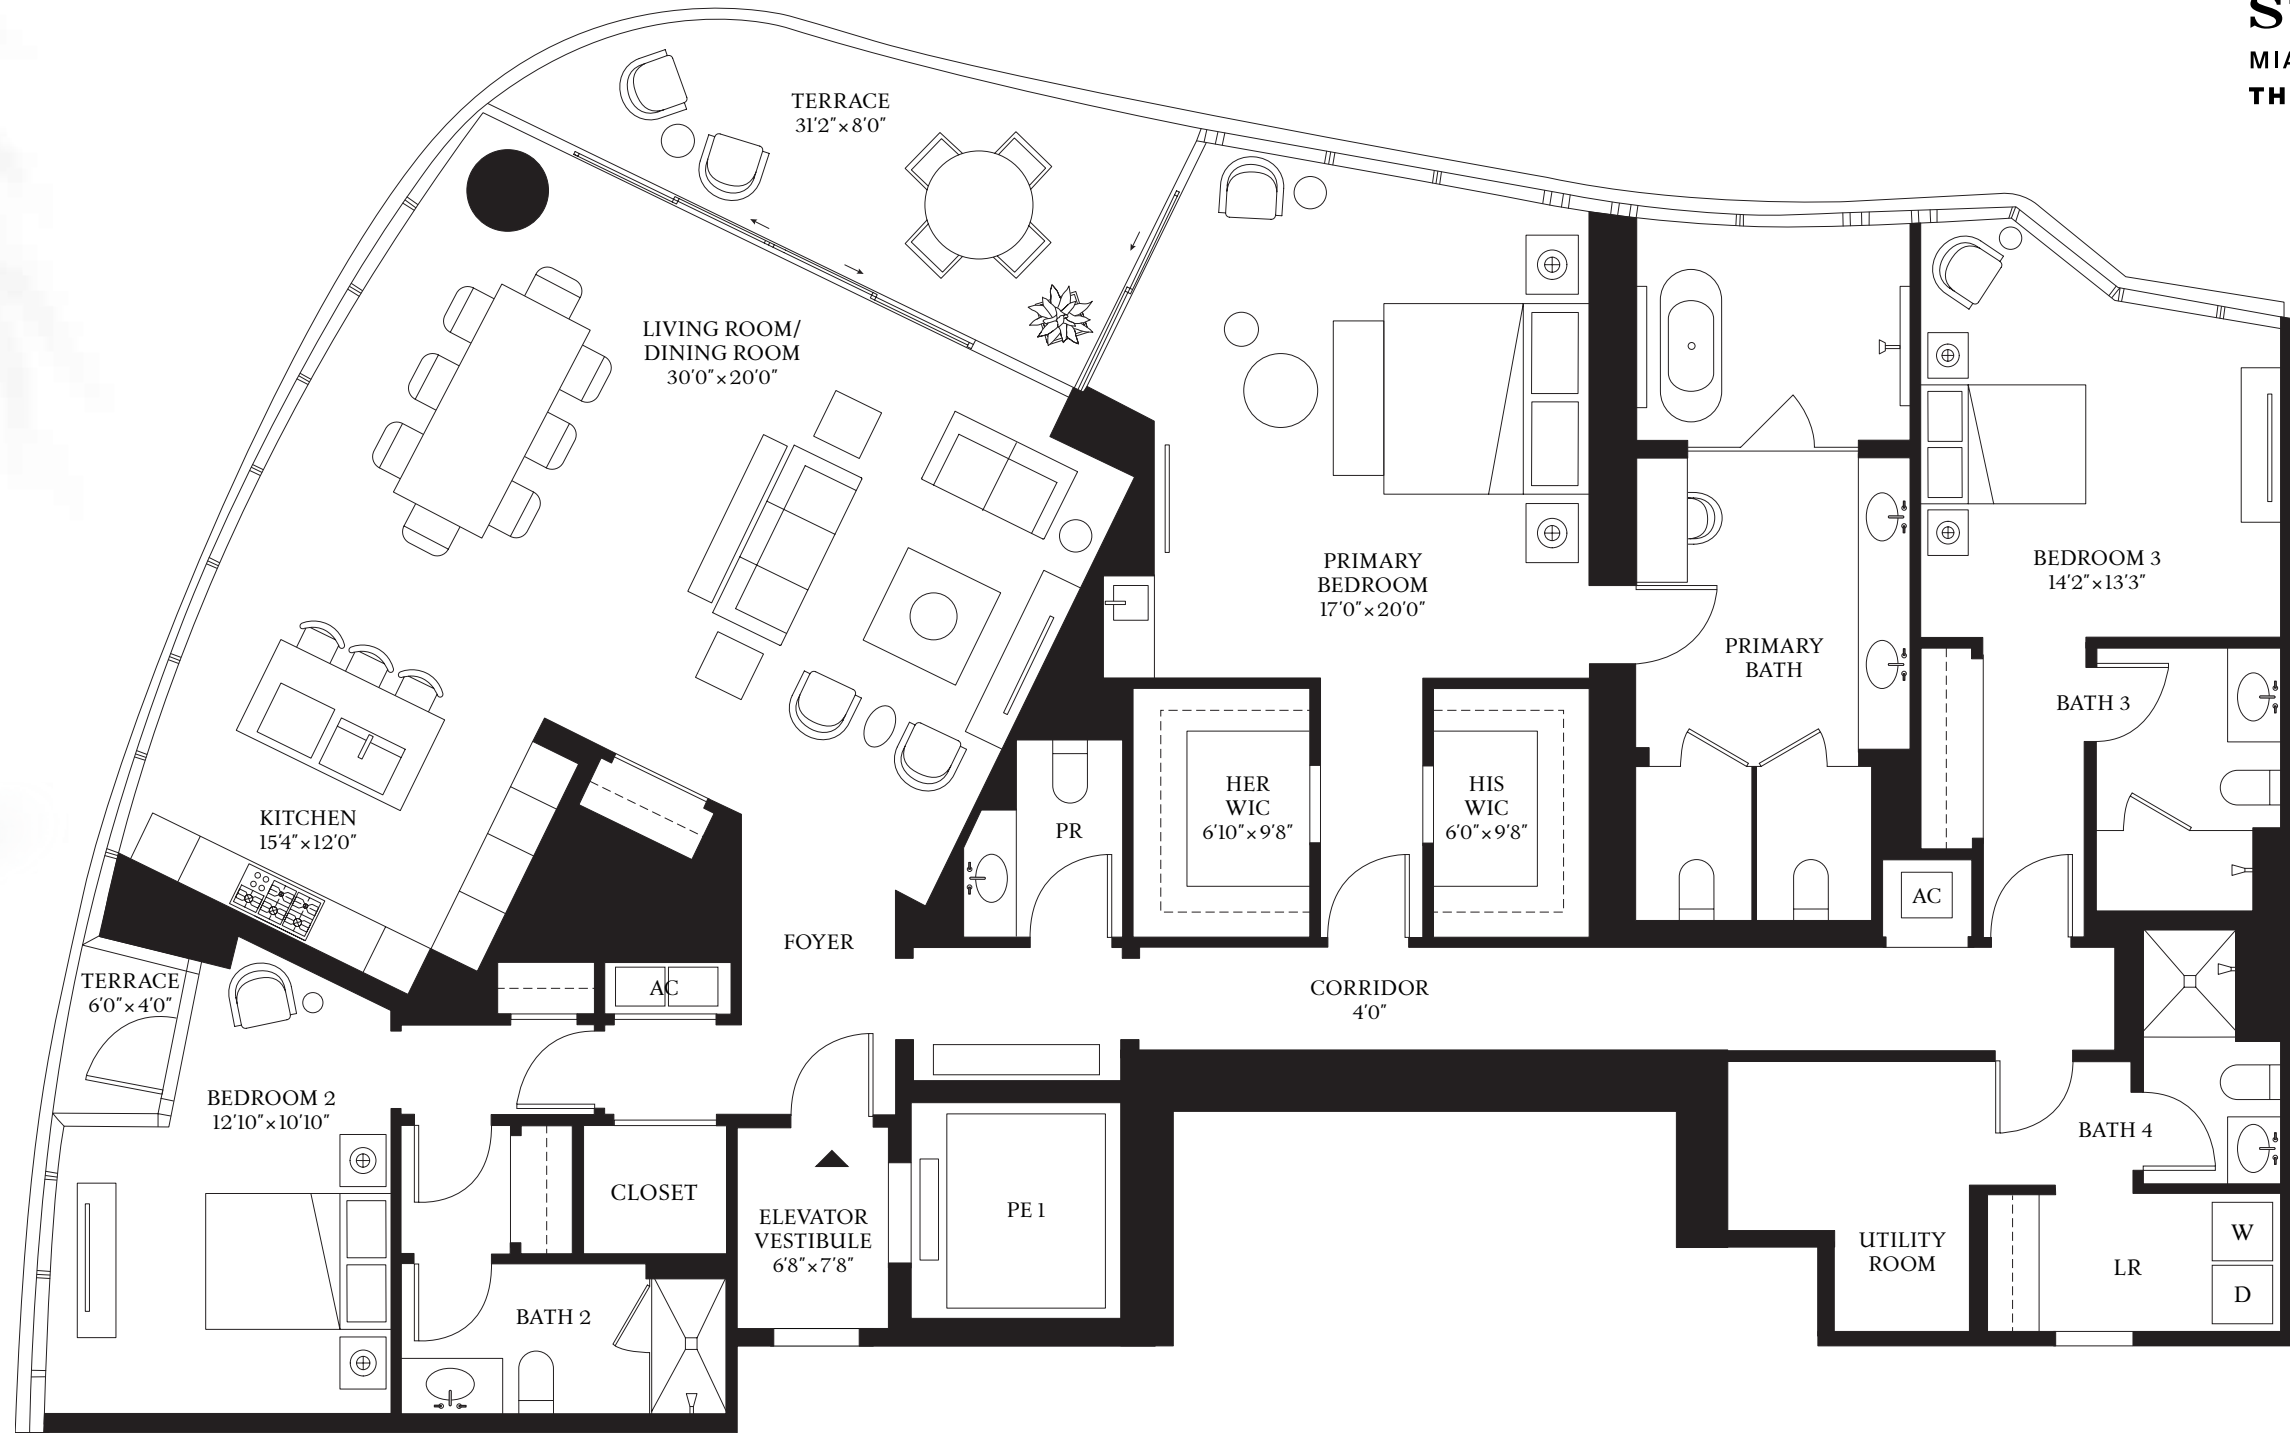 MIA
TH
TERRACE
31'2"×8'0"
LIVING ROOM/
DINING ROOM
30'0"×20'0"
PRIMARY
BEDROOM
17'0"×20'0"
BEDROOM 3
14'2"×13'3"
PRIMARY
BATH
BATH 3
KITCHEN
15'4"×12'0"
PR
HER
WIC
6'10"×9'8"
HIS
WIC
6'0"×9'8"
AC
FOYER
TERRACE
6'0"×4'0"
AC
CORRIDOR
4'0"
BEDROOM 2
12'10"×10'10"
BATH 4
CLOSET
ELEVATOR
VESTIBULE
6'8"×7'8"
PE 1
UTILITY
ROOM
LR
W
D
BATH 2